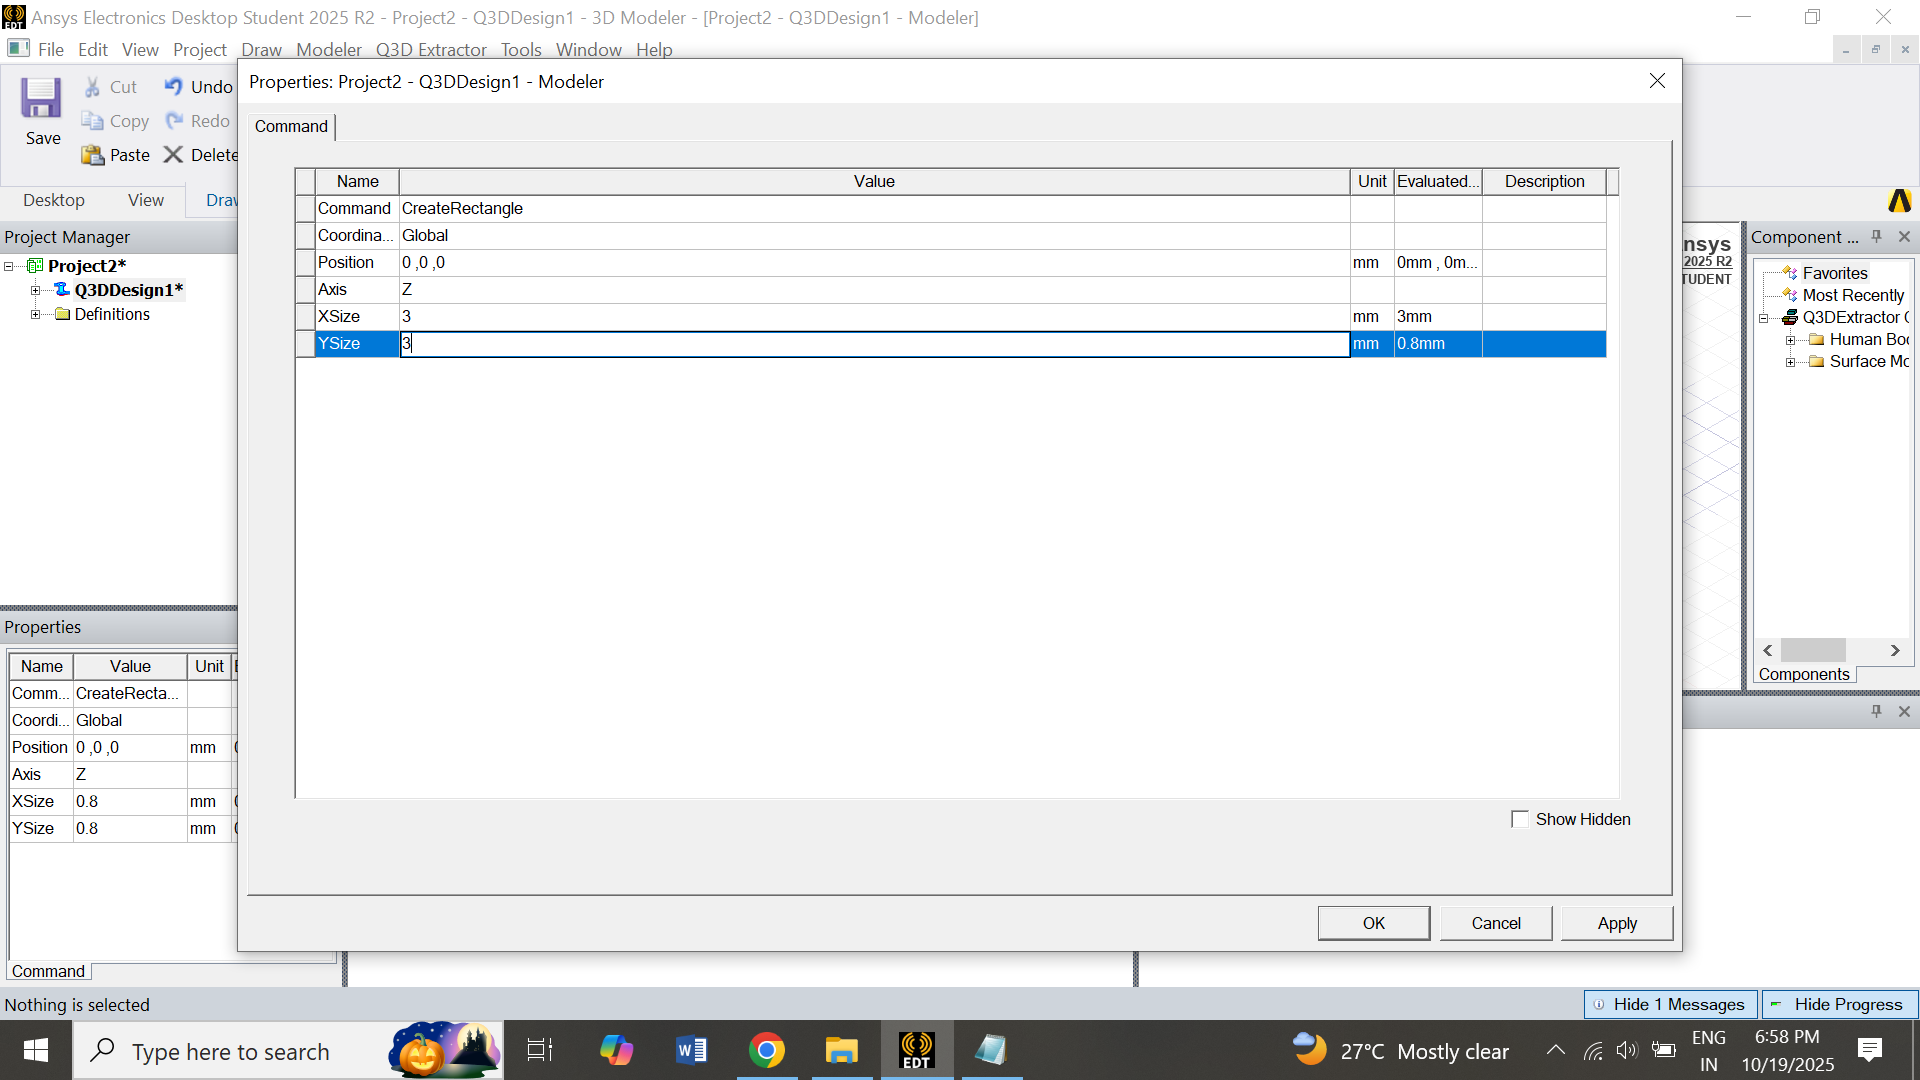 Ansys Electronics Desktop Student 2025 R2 - Project2 - Q3DDesign1 - 3D Modeler - [Project2 - Q3DDesign1 - Modeler]
File Edit View Project Draw Modeler Q3D Extractor Tools Window Help
Save Cut Undo
Copy Redo
Paste Delete
Desktop View Draw
Properties: Project2 - Q3DDesign1 - Modeler
Command
Name Value Unit Evaluated... Description
Command CreateRectangle
Coordina... Global
Position 0 ,0 ,0 mm 0mm , 0m...
Axis Z
XSize 3 mm 3mm
YSize 3 mm 0.8mm
Show Hidden
OK Cancel Apply
Project Manager
Project2*
Q3DDesign1*
Definitions
Properties
Name Value Unit
Comm... CreateRecta...
Coordi... Global
Position 0 ,0 ,0 mm
Axis Z
XSize 0.8 mm
YSize 0.8 mm
Command
nsys
2025 R2
TUDENT
Component ...
Favorites
Most Recently
Q3DExtractor
Human Bo
Surface Mo
Components
Nothing is selected
Hide 1 Messages Hide Progress
Type here to search
EDT
27°C Mostly clear
ENG
IN
6:58 PM
10/19/2025